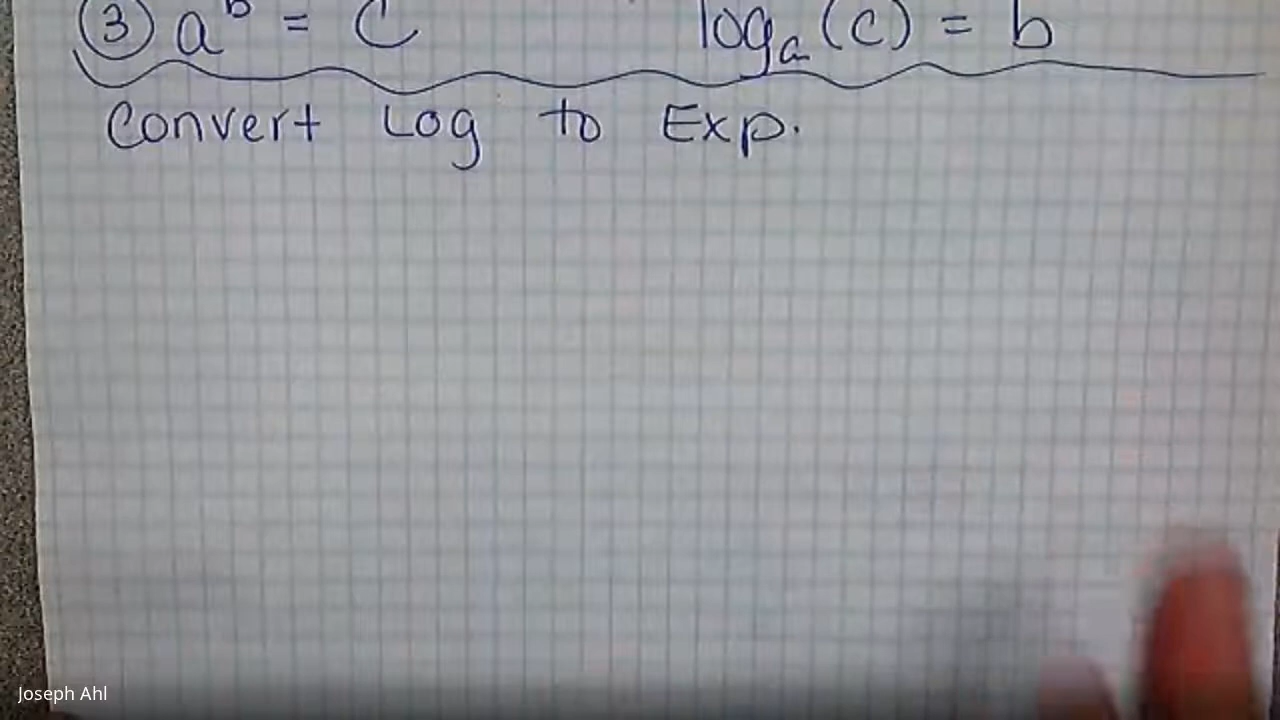 ③ a^b = C log_a(c) = b
Convert Log to Exp.
Joseph Ahl